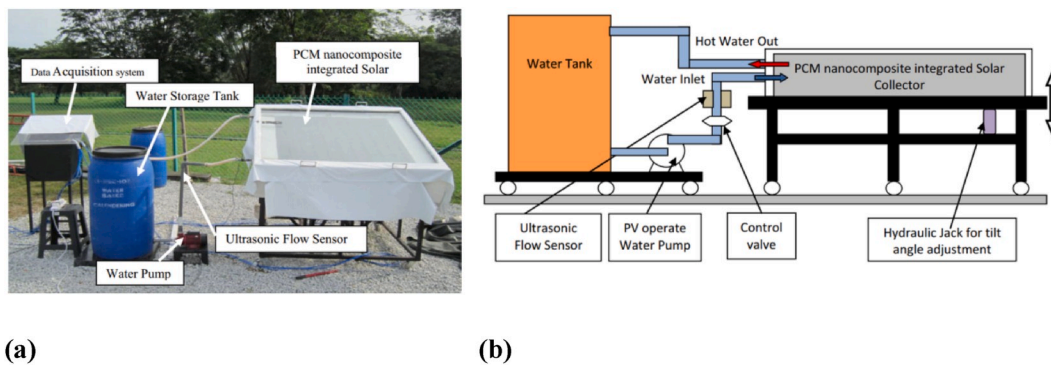 Data Acquisition system
Water Storage Tank
PCM nanocomposite
integrated Solar
WATER
Ultrasonic Flow Sensor
Water Pump
(a)
Water Tank
Hot Water Out
Water Inlet
PCM nanocomposite integrated Solar
Collector
Ultrasonic
Flow Sensor
PV operate
Water Pump
Control
valve
Hydraulic Jack for tilt
angle adjustment
(b)